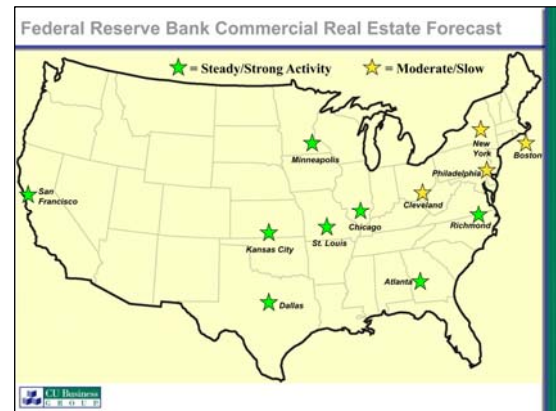 Federal Reserve Bank Commercial Real Estate Forecast
= Steady/Strong Activity
= Moderate/Slow
Minneapolis
New
York
Boston
Philadelphia
San
Francisco
Cleveland
Chicago
Richmond
St. Louis
Kansas City
Atlanta
Dallas
CU Business
GROUP